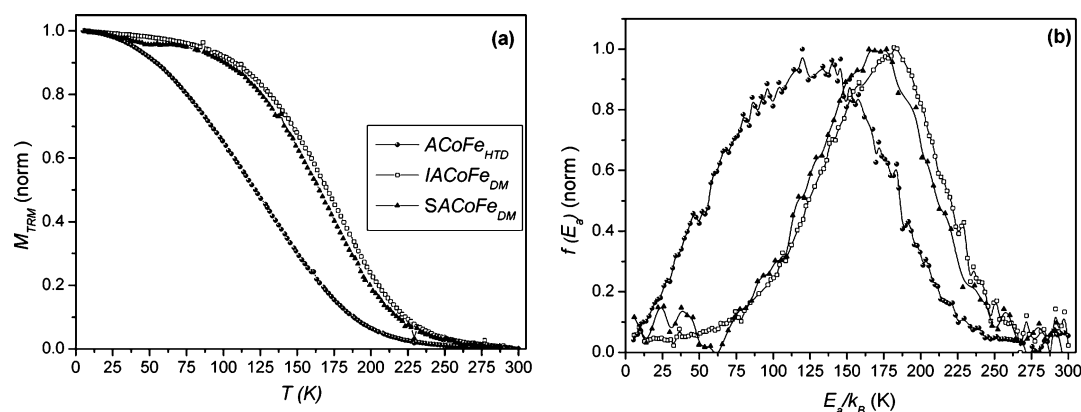 (a)
1.0
0.8
0.6
0.4
0.2
0.0
M_TRM (norm)
ACoFe_HTD
IACoFe_DM
SACoFe_DM
0 25 50 75 100 125 150 175 200 225 250 275 300
T (K)
(b)
1.0
0.8
0.6
0.4
0.2
0.0
f (E_a) (norm )
0 25 50 75 100 125 150 175 200 225 250 275 300
E_a/k_B (K)